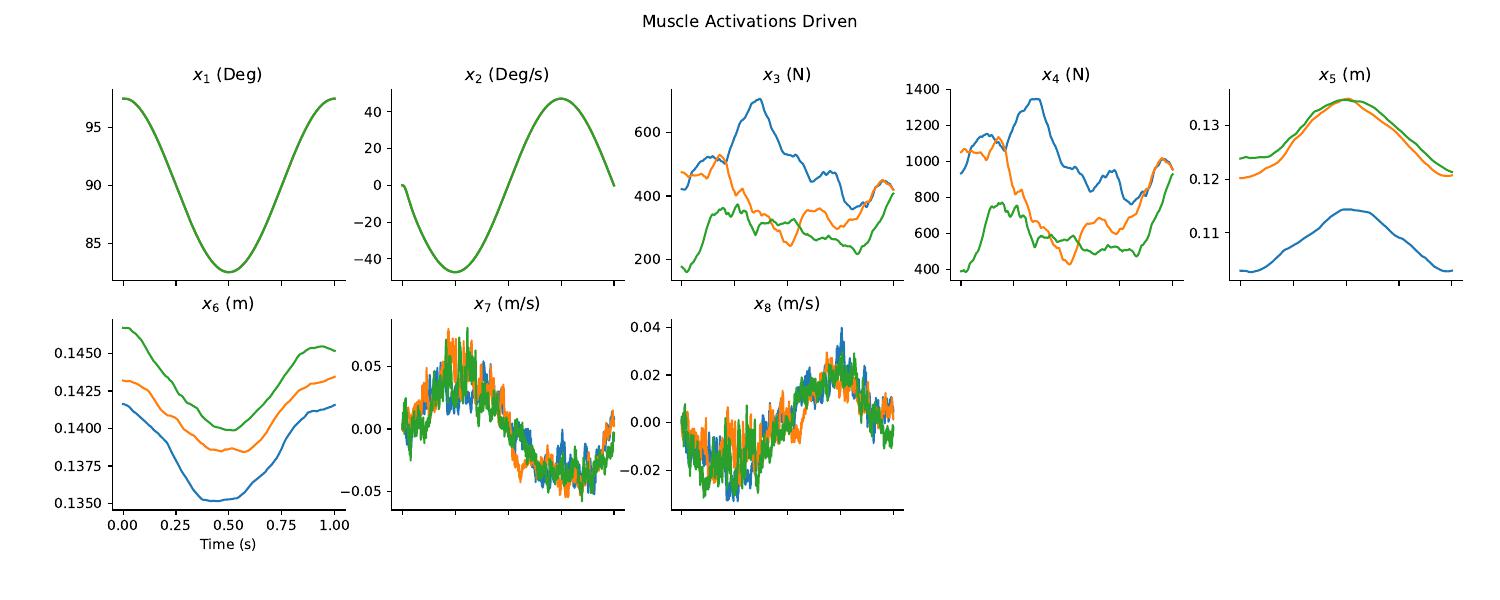 Muscle Activations Driven
x₁ (Deg)
95
90
85
x₂ (Deg/s)
40
20
0
−20
−40
x₃ (N)
600
400
200
x₄ (N)
1400
1200
1000
800
600
400
x₅ (m)
0.13
0.12
0.11
x₆ (m)
0.1450
0.1425
0.1400
0.1375
0.1350
0.00 0.25 0.50 0.75 1.00
Time (s)
x₇ (m/s)
0.05
0.00
−0.05
x₈ (m/s)
0.04
0.02
0.00
−0.02